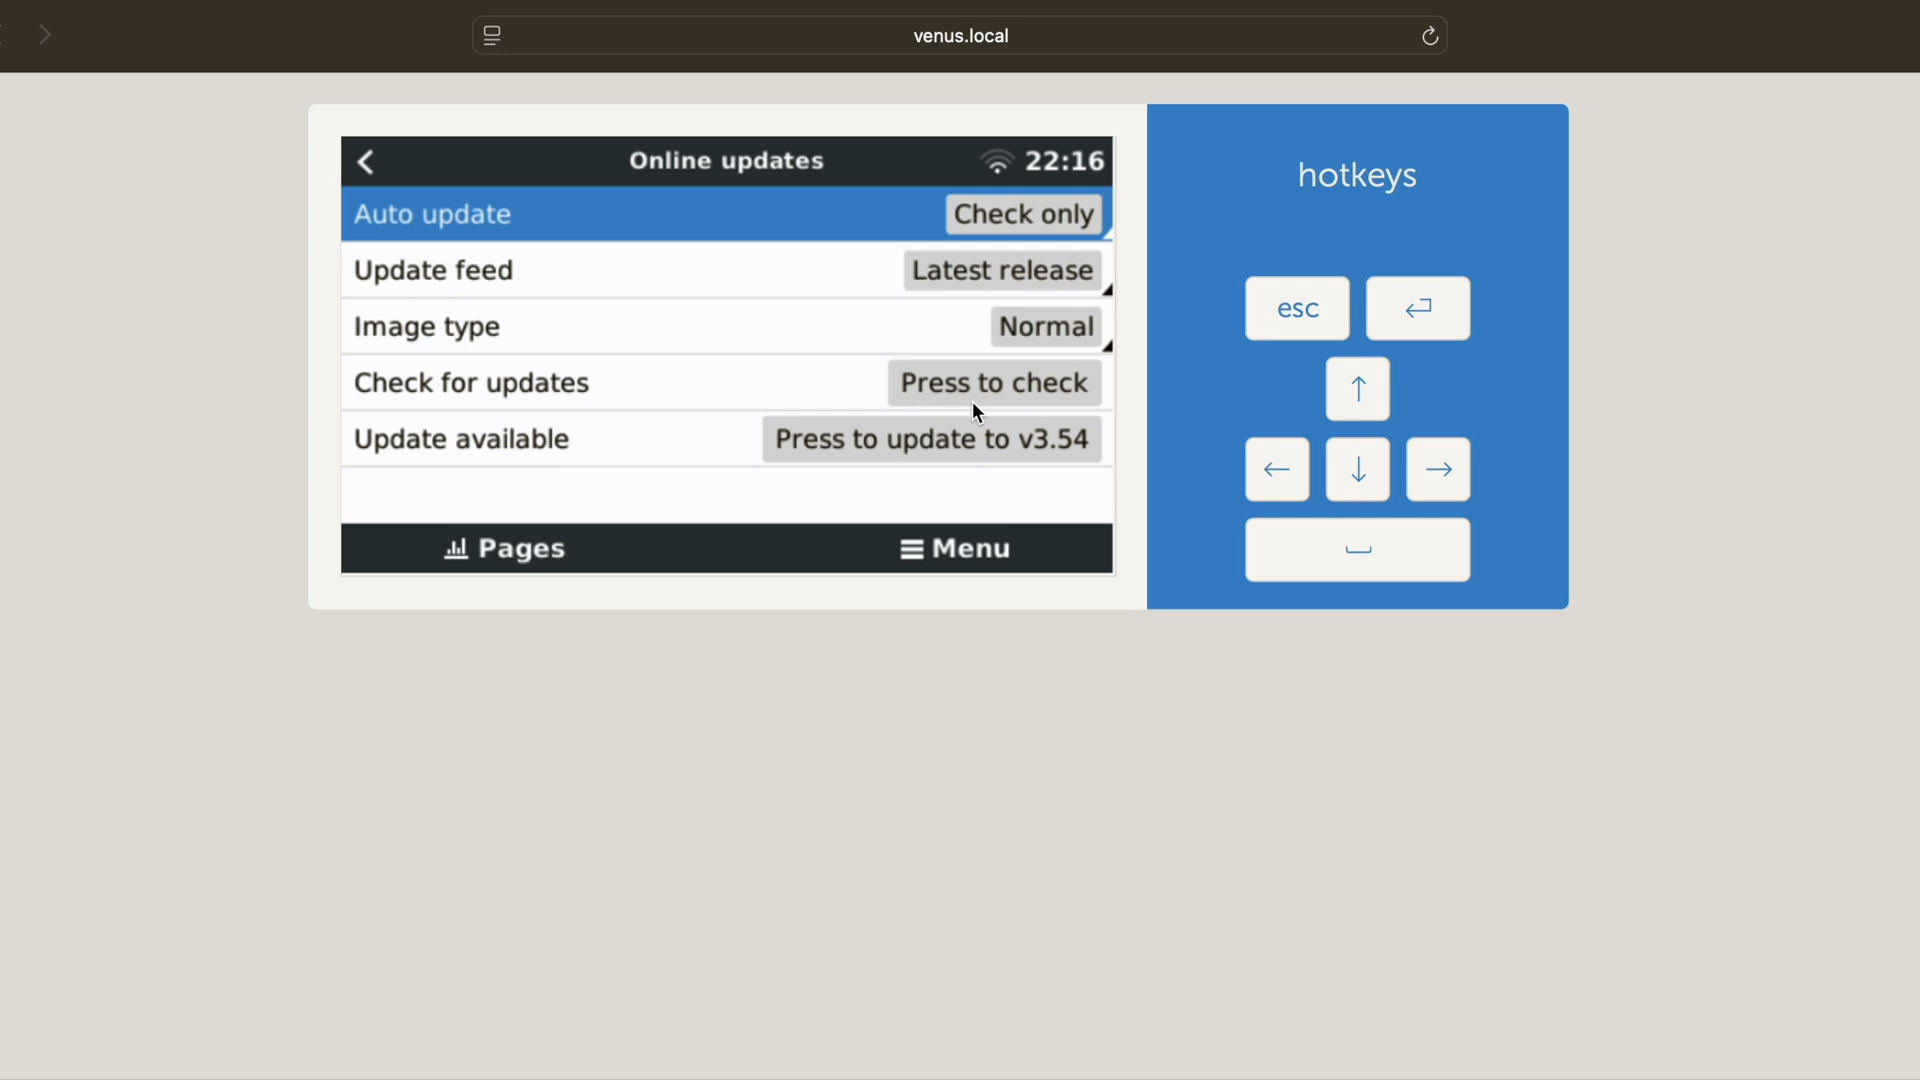 venus.local
Online updates 22:16
Auto update Check only
Update feed Latest release
Image type Normal
Check for updates Press to check
Update available Press to update to v3.54
Pages Menu
hotkeys
esc